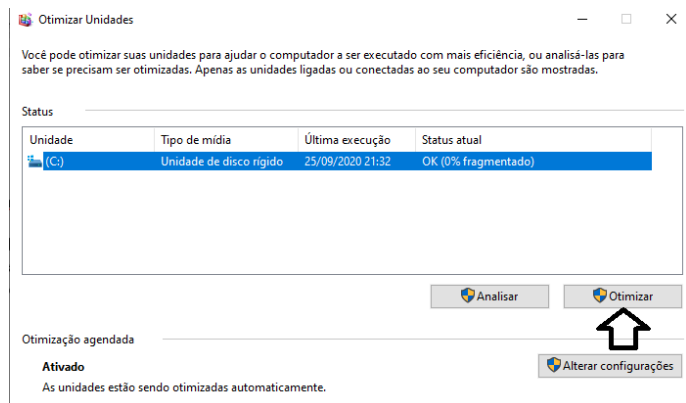 Otimizar Unidades
Você pode otimizar suas unidades para ajudar o computador a ser executado com mais eficiência, ou analisá-las para
saber se precisam ser otimizadas. Apenas as unidades ligadas ou conectadas ao seu computador são mostradas.
Status
Unidade Tipo de mídia Última execução Status atual
(C:) Unidade de disco rígido 25/09/2020 21:32 OK (0% fragmentado)
Analisar Otimizar
Otimização agendada
Ativado Alterar configurações
As unidades estão sendo otimizadas automaticamente.